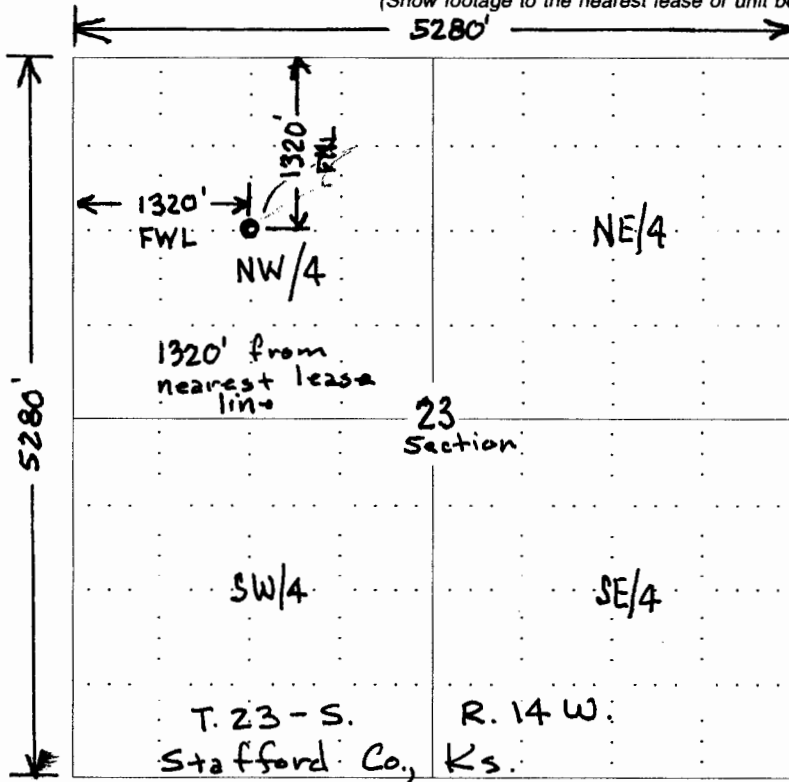 (Show footage to the nearest lease or unit bo
5280'
1320'
1320'
FWL
NW/4
NE/4
1320' from
nearest lease
line
5280'
23
Section
SW/4
SE/4
T. 23-S. R. 14 W.
Stafford Co., Ks.